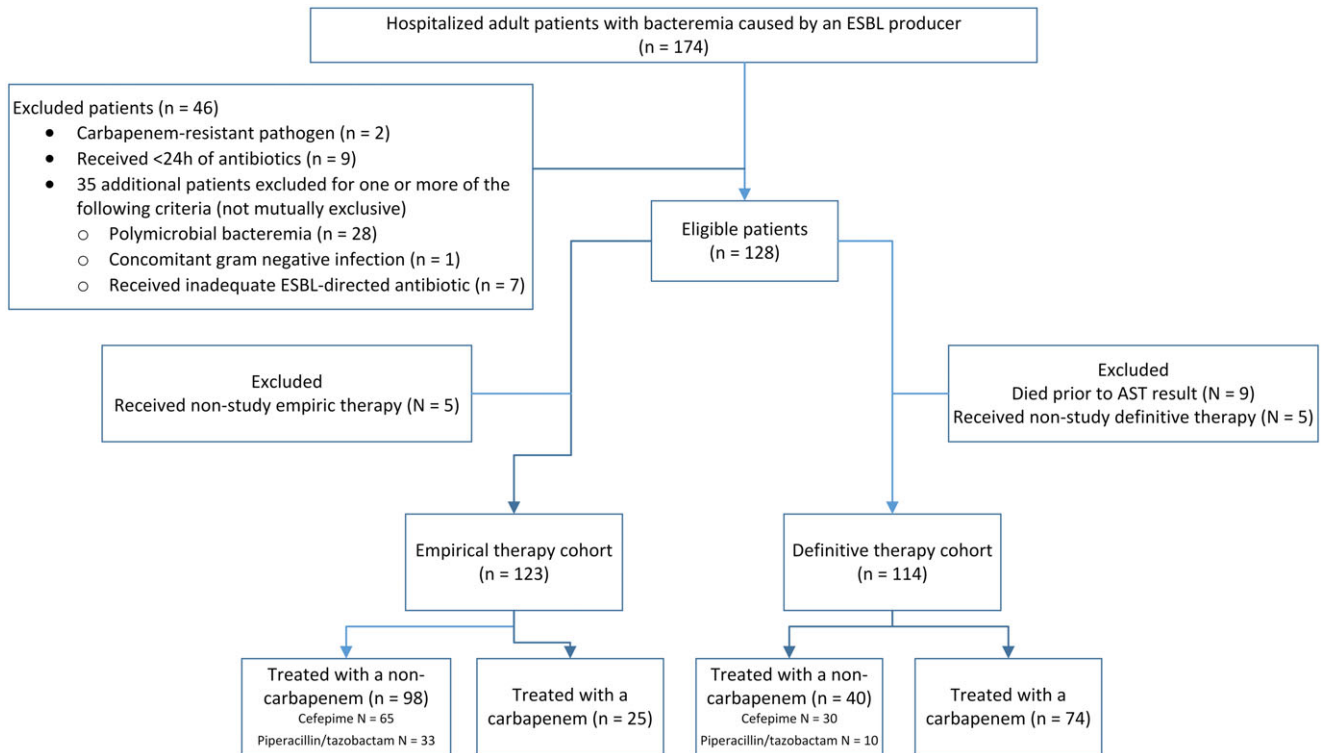 Hospitalized adult patients with bacteremia caused by an ESBL producer
(n = 174)
Excluded patients (n = 46)
• Carbapenem-resistant pathogen (n = 2)
• Received <24h of antibiotics (n = 9)
• 35 additional patients excluded for one or more of the
following criteria (not mutually exclusive)
○ Polymicrobial bacteremia (n = 28)
○ Concomitant gram negative infection (n = 1)
○ Received inadequate ESBL-directed antibiotic (n = 7)
Eligible patients
(n = 128)
Excluded
Received non-study empiric therapy (N = 5)
Excluded
Died prior to AST result (N = 9)
Received non-study definitive therapy (N = 5)
Empirical therapy cohort
(n = 123)
Definitive therapy cohort
(n = 114)
Treated with a non-
carbapenem (n = 98)
Cefepime N = 65
Piperacillin/tazobactam N = 33
Treated with a
carbapenem (n = 25)
Treated with a non-
carbapenem (n = 40)
Cefepime N = 30
Piperacillin/tazobactam N = 10
Treated with a
carbapenem (n = 74)